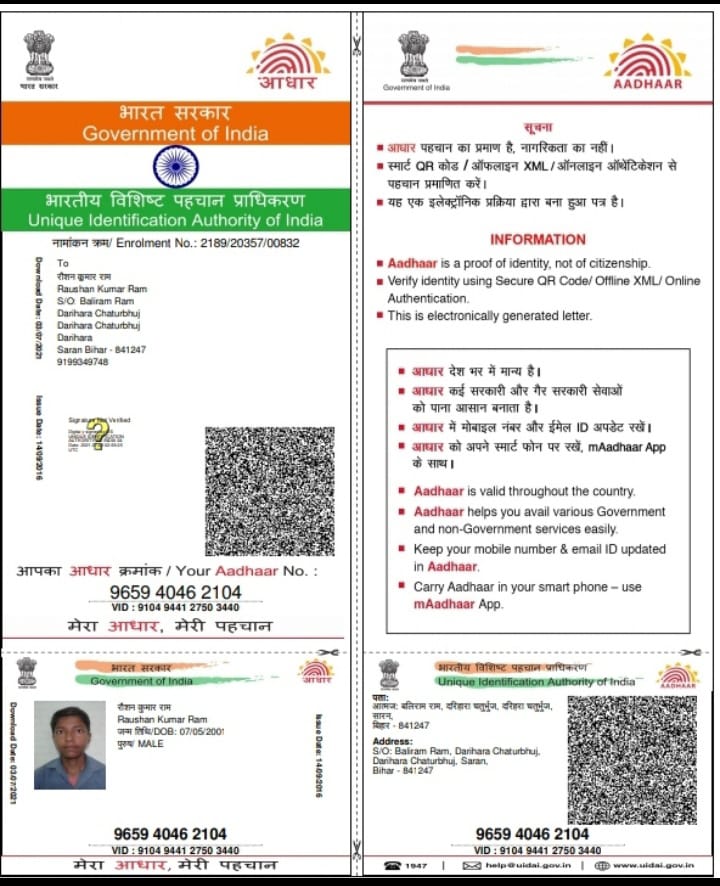 भारत सरकार
आधार
भारत सरकार
Government of India
भारतीय विशिष्ट पहचान प्राधिकरण
Unique Identification Authority of India
नामांकन क्रम/ Enrolment No.: 2189/20357/00832
Download Date: 03/07/2021
To
रौशन कुमार राम
Raushan Kumar Ram
S/O: Baliram Ram
Darihara Chaturbhuj
Darihara Chaturbhuj
Darihara
Saran Bihar - 841247
9199349748
Issue Date: 14/09/2016
Signature Not Verified
आपका आधार क्रमांक / Your Aadhaar No. :
9659 4046 2104
VID : 9104 9441 2750 3440
मेरा आधार, मेरी पहचान
Government of India
AADHAAR
सूचना
आधार पहचान का प्रमाण है, नागरिकता का नहीं।
स्मार्ट QR कोड / ऑफलाइन XML / ऑनलाइन ऑथेंटिकेशन से
पहचान प्रमाणित करें।
यह एक इलेक्ट्रॉनिक प्रक्रिया द्वारा बना हुआ पत्र है।
INFORMATION
Aadhaar is a proof of identity, not of citizenship.
Verify identity using Secure QR Code/ Offline XML/ Online
Authentication.
This is electronically generated letter.
आधार देश भर में मान्य है।
आधार कई सरकारी और गैर सरकारी सेवाओं
को पाना आसान बनाता है।
आधार में मोबाइल नंबर और ईमेल ID अपडेट रखें।
आधार को अपने स्मार्ट फोन पर रखें, mAadhaar App
के साथ।
Aadhaar is valid throughout the country.
Aadhaar helps you avail various Government
and non-Government services easily.
Keep your mobile number & email ID updated
in Aadhaar.
Carry Aadhaar in your smart phone – use
mAadhaar App.
भारत सरकार
Government of India
आधार
Download Date: 03/07/2021
रौशन कुमार राम
Raushan Kumar Ram
जन्म तिथि/DOB: 07/05/2001
पुरुष/ MALE
Issue Date: 14/09/2016
9659 4046 2104
VID : 9104 9441 2750 3440
मेरा आधार, मेरी पहचान
भारतीय विशिष्ट पहचान प्राधिकरण
Unique Identification Authority of India
AADHAAR
पता:
आत्मज: बलिराम राम, दरिहारा चतुर्भुज, दरिहरा चतुर्भुज,
सारन,
बिहार - 841247
Address:
S/O: Baliram Ram, Darihara Chaturbhuj,
Darihara Chaturbhuj, Saran,
Bihar - 841247
9659 4046 2104
VID : 9104 9441 2750 3440
1947 | help@uidai.gov.in | www.uidai.gov.in